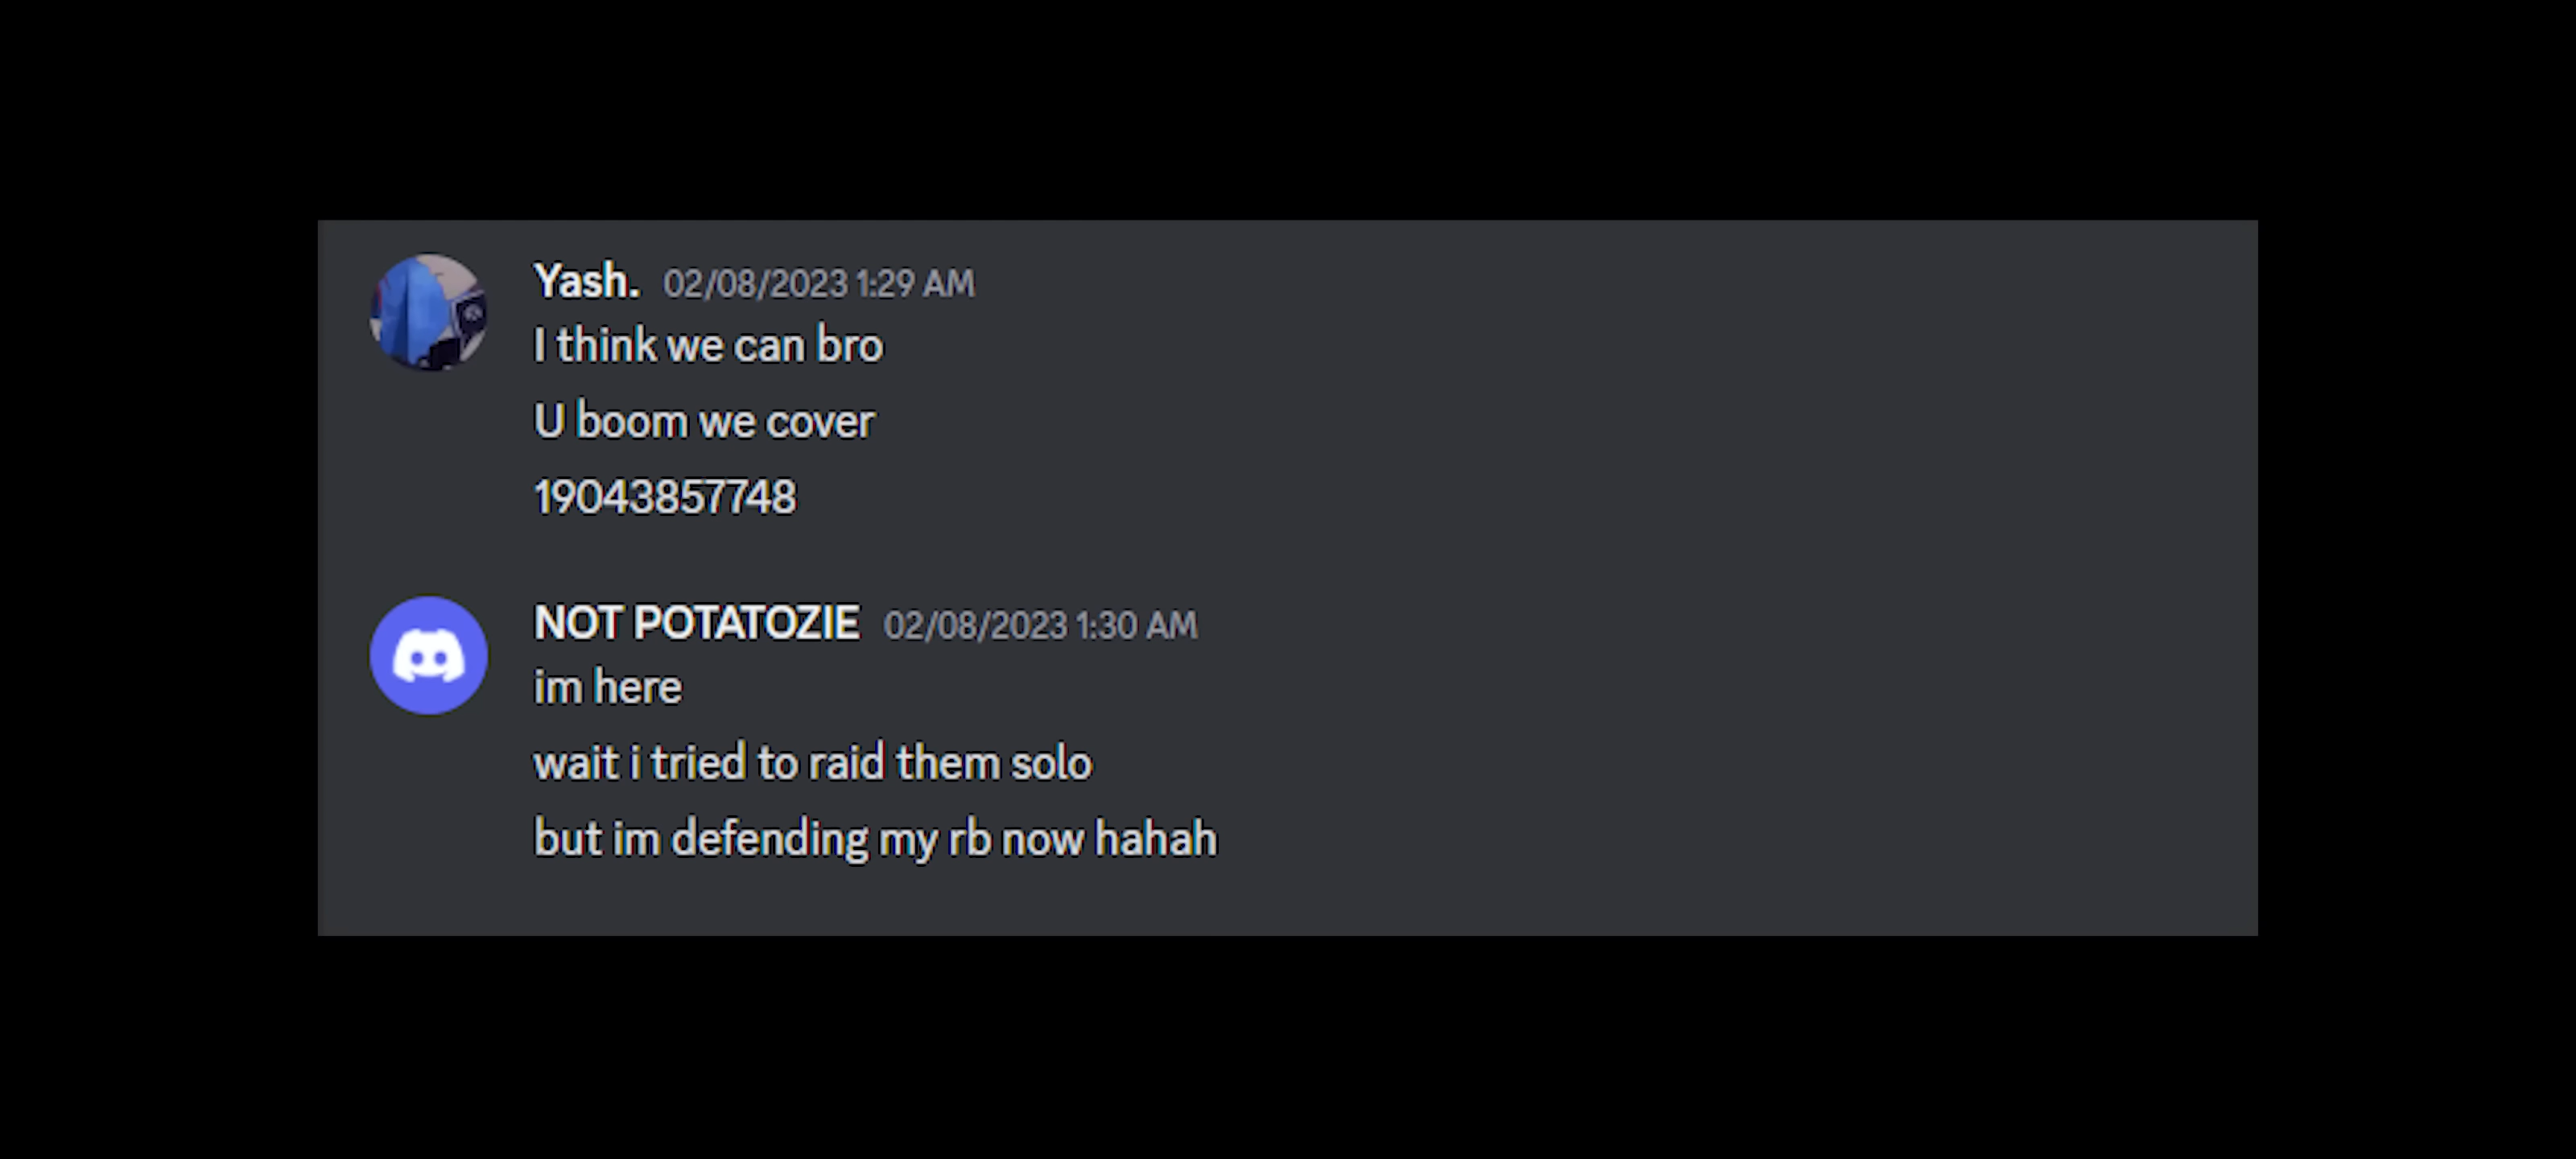 Yash. 02/08/2023 1:29 AM
I think we can bro
U boom we cover
19043857748
NOT POTATOZIE 02/08/2023 1:30 AM
im here
wait i tried to raid them solo
but im defending my rb now hahah